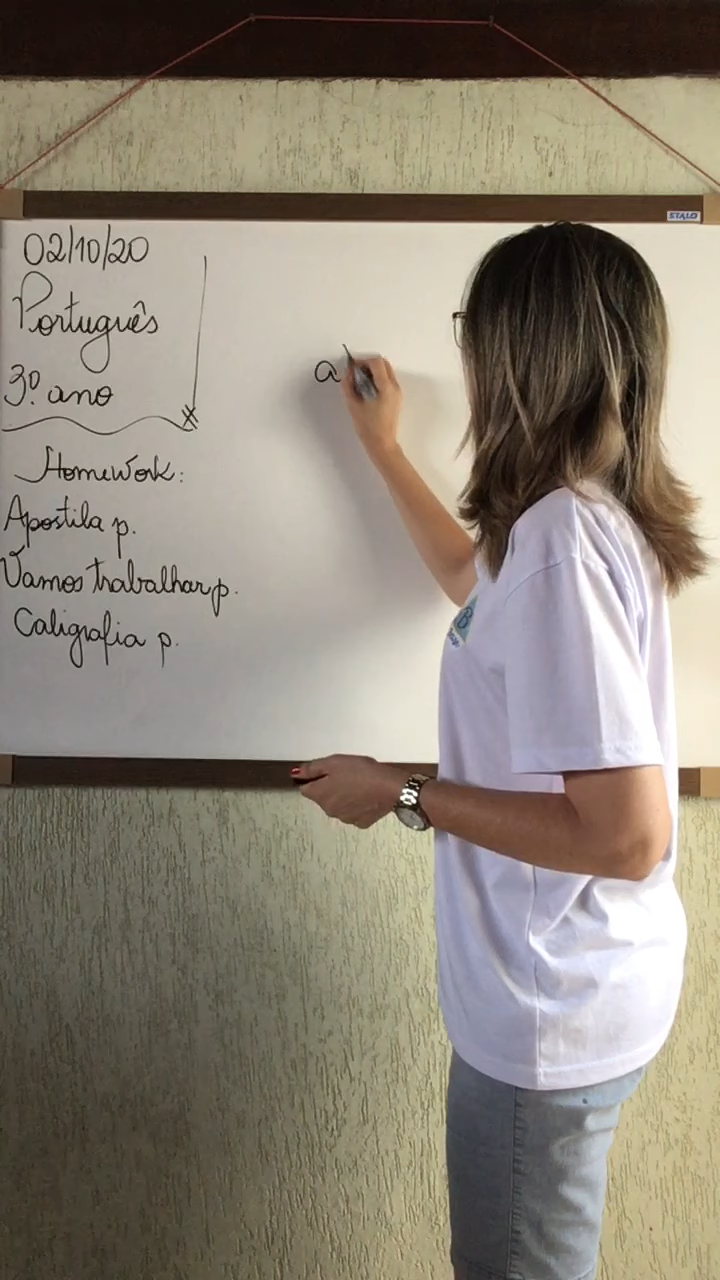 STALO
02/10/20
Português
3º ano
Homework:
Apostila p.
Vamos trabalhar p.
Caligrafia p.
a
B